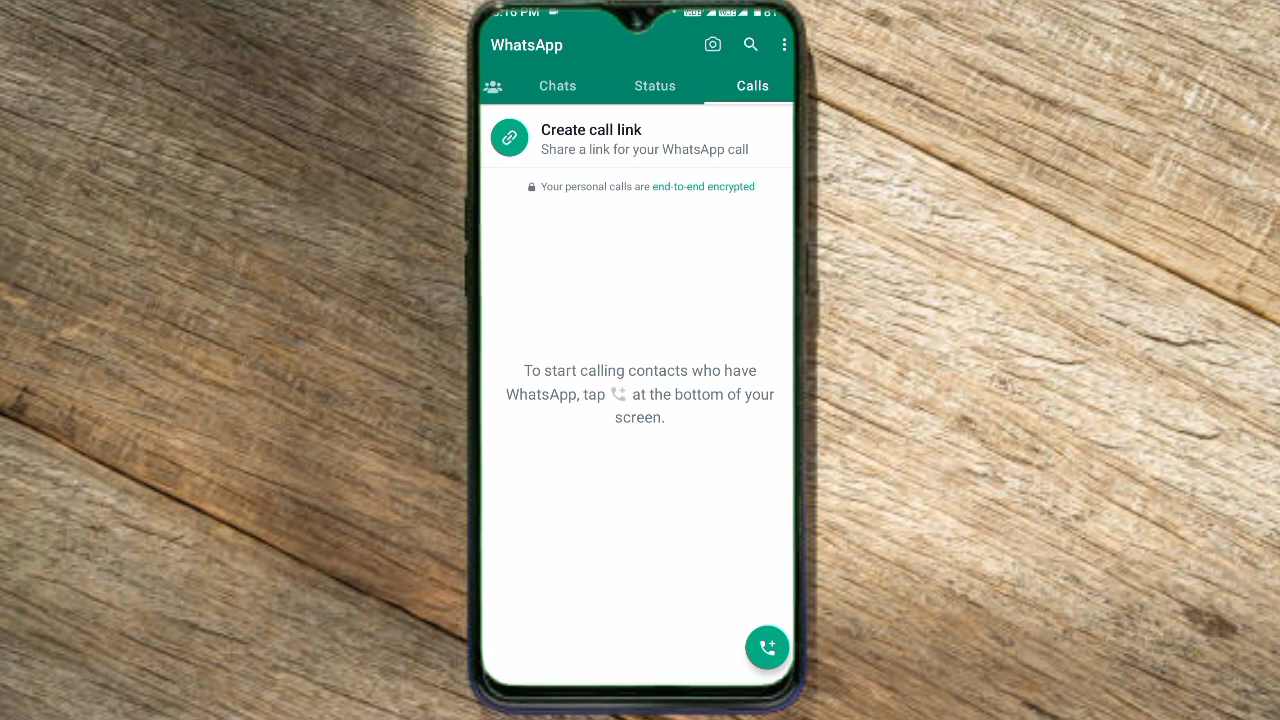 PM
WhatsApp
Chats Status Calls
Create call link
Share a link for your WhatsApp call
Your personal calls are end-to-end encrypted
To start calling contacts who have
WhatsApp, tap at the bottom of your
screen.